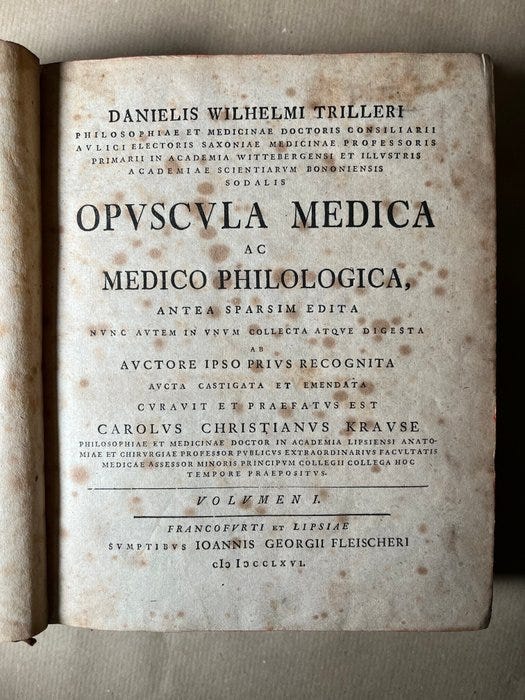 DANIELIS WILHELMI TRILLERI
PHILOSOPHIAE ET MEDICINAE DOCTORIS CONSILIARII
AVLICI ELECTORIS SAXONIAE MEDICINAE PROFESSORIS
PRIMARII IN ACADEMIA WITTEBERGENSI ET ILLVSTRIS
ACADEMIAE SCIENTIARVM BONONIENSIS
SODALIS
OPVSCVLA MEDICA
AC
MEDICO PHILOLOGICA,
ANTEA SPARSIM EDITA
NVNC AVTEM IN VNVM COLLECTA ATQVE DIGESTA
AB
AVCTORE IPSO PRIVS RECOGNITA
AVCTA CASTIGATA ET EMENDATA
CVRAVIT ET PRAEFATVS EST
CAROLVS CHRISTIANVS KRAVSE
PHILOSOPHIAE ET MEDICINAE DOCTOR IN ACADEMIA LIPSIENSI ANATO-
MIAE ET CHIRVRGIAE PROFESSOR PVBLICVS EXTRAORDINARIVS FACVLTATIS
MEDICAE ASSESSOR MINORIS PRINCIPVM COLLEGII COLLEGA HOC
TEMPORE PRAEPOSITVS.
VOLVMEN I.
FRANCOFVRTI ET LIPSIAE
SVMPTIBVS IOANNIS GEORGII FLEISCHERI
cIↄ IↄccLXVI.